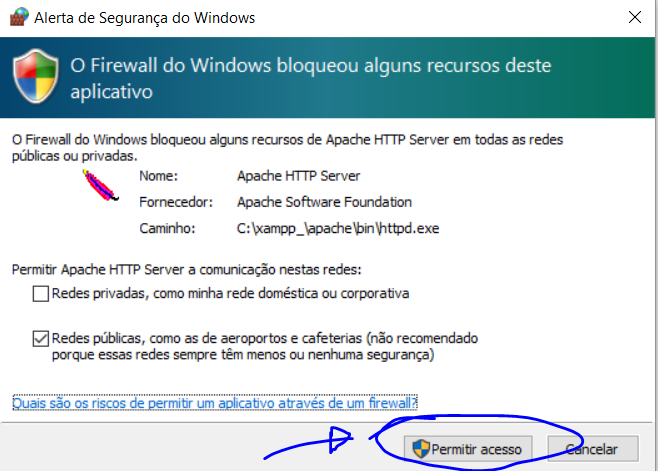 Alerta de Segurança do Windows
O Firewall do Windows bloqueou alguns recursos deste
aplicativo
O Firewall do Windows bloqueou alguns recursos de Apache HTTP Server em todas as redes
públicas ou privadas.
Nome: Apache HTTP Server
Fornecedor: Apache Software Foundation
Caminho: C:\xampp_\apache\bin\httpd.exe
Permitir Apache HTTP Server a comunicação nestas redes:
Redes privadas, como minha rede doméstica ou corporativa
Redes públicas, como as de aeroportos e cafeterias (não recomendado
porque essas redes sempre têm menos ou nenhuma segurança)
Quais são os riscos de permitir um aplicativo através de um firewall?
Permitir acesso Cancelar